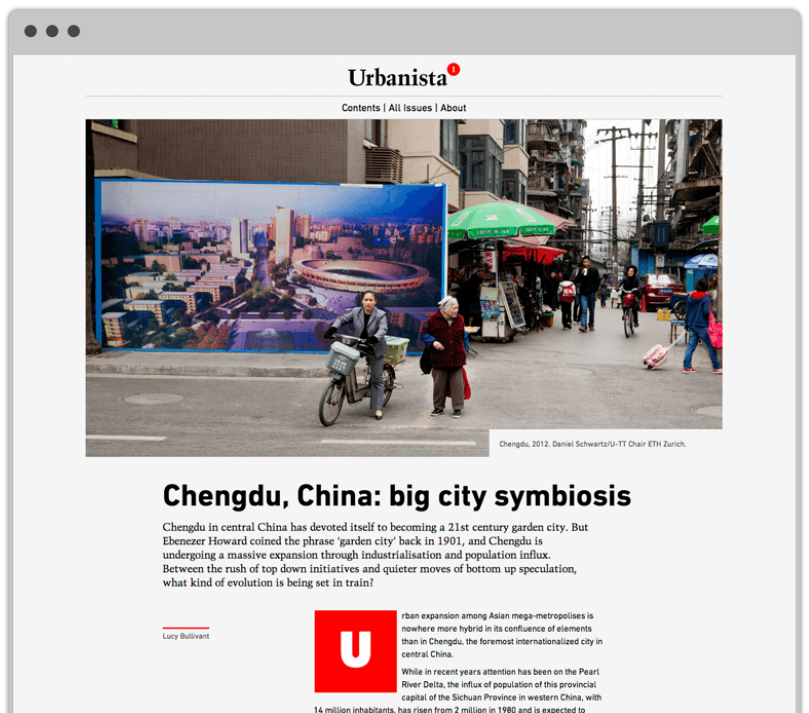 Urbanista
1
Contents | All Issues | About
Chengdu, 2012. Daniel Schwartz/U-TT Chair ETH Zurich.
Chengdu, China: big city symbiosis
Chengdu in central China has devoted itself to becoming a 21st century garden city. But
Ebenezer Howard coined the phrase ‘garden city’ back in 1901, and Chengdu is
undergoing a massive expansion through industrialisation and population influx.
Between the rush of top down initiatives and quieter moves of bottom up speculation,
what kind of evolution is being set in train?
Lucy Bullivant
U
rban expansion among Asian mega-metropolises is
nowhere more hybrid in its confluence of elements
than in Chengdu, the foremost internationalized city in
central China.
While in recent years attention has been on the Pearl
River Delta, the influx of population of this provincial
capital of the Sichuan Province in western China, with
14 million inhabitants, has risen from 2 million in 1980 and is expected to